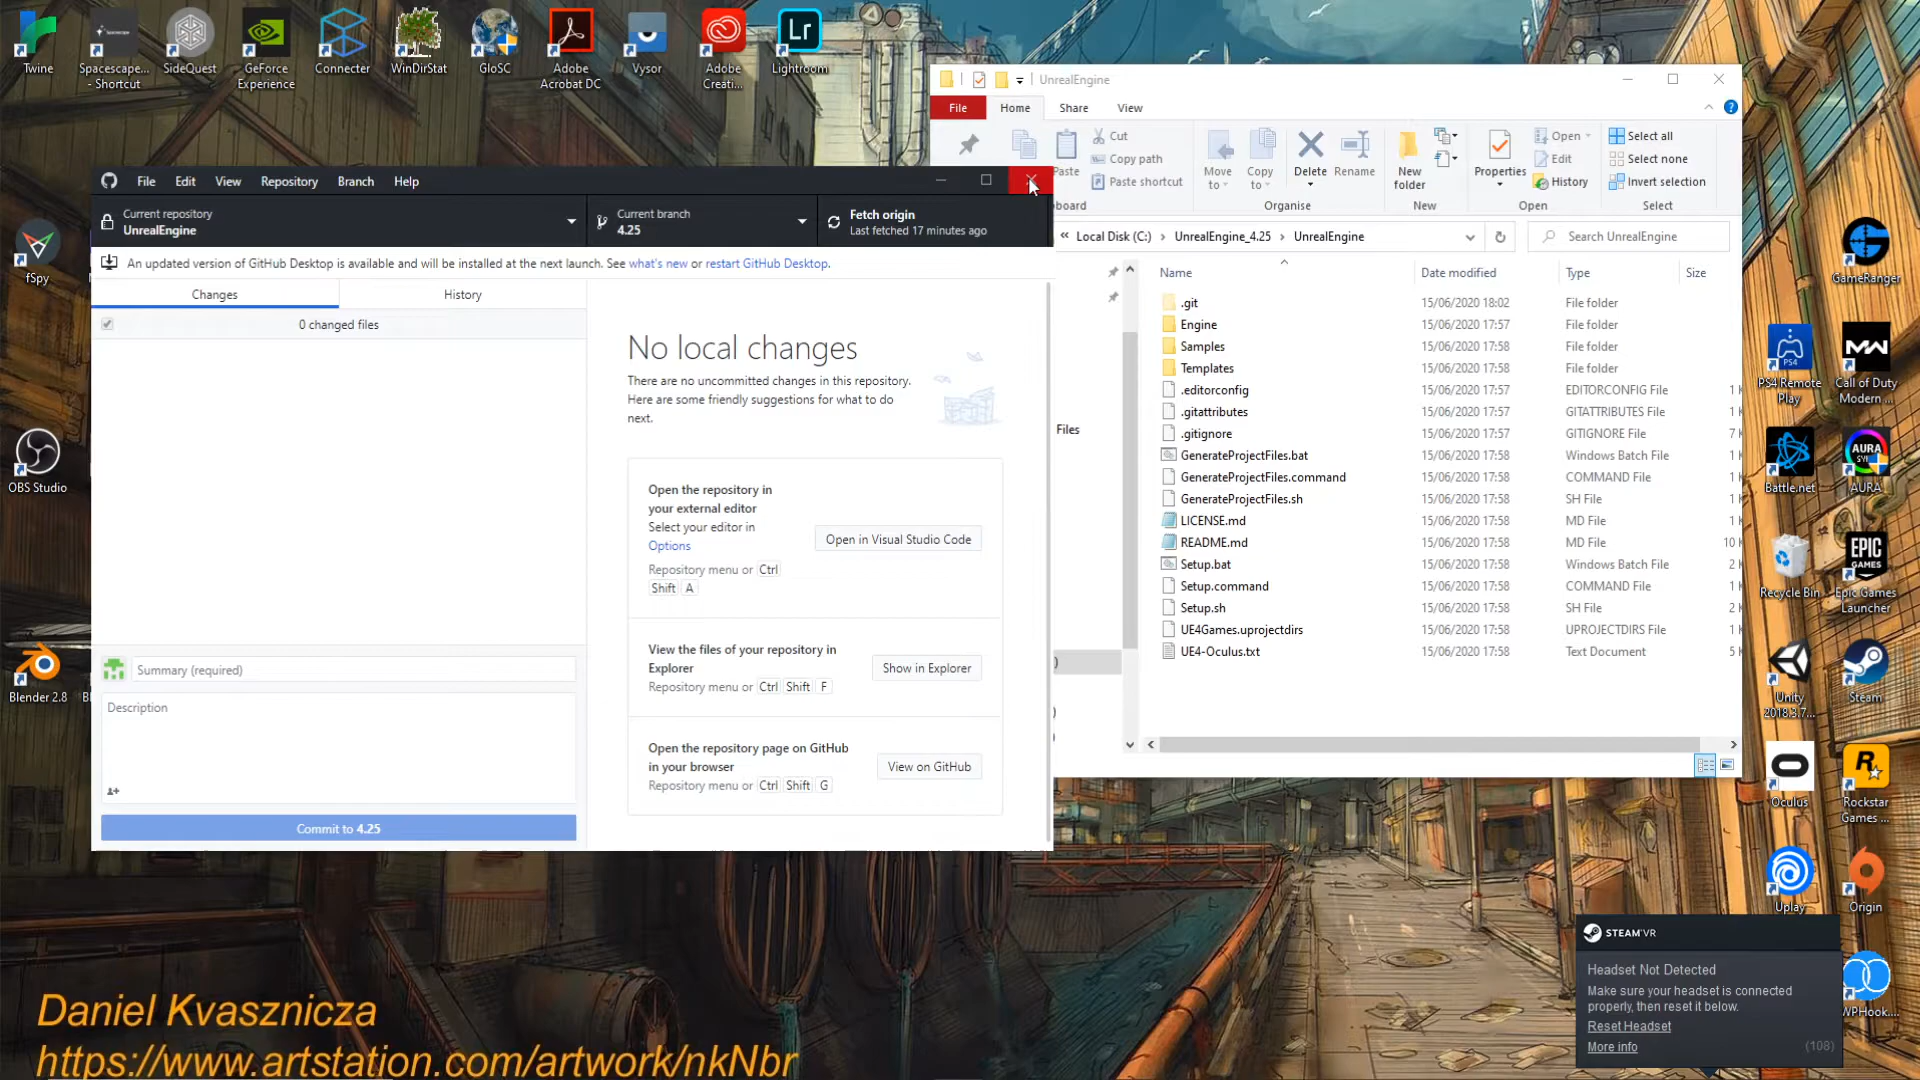 Twine
Spacescape...
- Shortcut
SideQuest
GeForce
Experience
Connecter
WinDirStat
GloSC
Adobe
Acrobat DC
Vysor
Adobe
Creati...
Lr
Lightroom
fSpy
OBS Studio
Blender 2.8
File Edit View Repository Branch Help
Current repository
UnrealEngine
Current branch
4.25
Fetch origin
Last fetched 17 minutes ago
An updated version of GitHub Desktop is available and will be installed at the next launch. See what's new or restart GitHub Desktop.
Changes
History
0 changed files
No local changes
There are no uncommitted changes in this repository.
Here are some friendly suggestions for what to do
next.
Open the repository in
your external editor
Select your editor in
Options
Repository menu or Ctrl
Shift A
Open in Visual Studio Code
View the files of your repository in
Explorer
Repository menu or Ctrl Shift F
Show in Explorer
Open the repository page on GitHub
in your browser
Repository menu or Ctrl Shift G
View on GitHub
Summary (required)
Description
Commit to 4.25
UnrealEngine
File Home Share View
Paste
Cut
Copy path
Paste shortcut
Move
to
Copy
to
Delete
Rename
New
folder
Properties
Open
Edit
History
Select all
Select none
Invert selection
Organise
New
Open
Select
« Local Disk (C:) > UnrealEngine_4.25 > UnrealEngine
Search UnrealEngine
Name Date modified Type Size
Files
.git 15/06/2020 18:02 File folder
Engine 15/06/2020 17:57 File folder
Samples 15/06/2020 17:58 File folder
Templates 15/06/2020 17:58 File folder
.editorconfig 15/06/2020 17:57 EDITORCONFIG File 1 K
.gitattributes 15/06/2020 17:57 GITATTRIBUTES File 1 K
.gitignore 15/06/2020 17:57 GITIGNORE File 7 K
GenerateProjectFiles.bat 15/06/2020 17:58 Windows Batch File 1 K
GenerateProjectFiles.command 15/06/2020 17:58 COMMAND File 1 K
GenerateProjectFiles.sh 15/06/2020 17:58 SH File 1 K
LICENSE.md 15/06/2020 17:58 MD File 1 K
README.md 15/06/2020 17:58 MD File 10 K
Setup.bat 15/06/2020 17:58 Windows Batch File 2 K
Setup.command 15/06/2020 17:58 COMMAND File 1 K
Setup.sh 15/06/2020 17:58 SH File 2 K
UE4Games.uprojectdirs 15/06/2020 17:58 UPROJECTDIRS File 1 K
UE4-Oculus.txt 15/06/2020 17:58 Text Document 5 K
GameRanger
PS4
PS4 Remote
Play
MW
Call of Duty
Modern ...
Battle.net
AURA
SY
AURA
Recycle Bin
EPIC
GAMES
Epic Games
Launcher
Unity
2018.3.7...
Steam
Oculus
Rockstar
Games ...
Uplay
Origin
WPHook....
STEAMVR
Headset Not Detected
Make sure your headset is connected
properly, then reset it below.
Reset Headset
More info
(108)
Daniel Kvasznicza
https://www.artstation.com/artwork/nkNbr